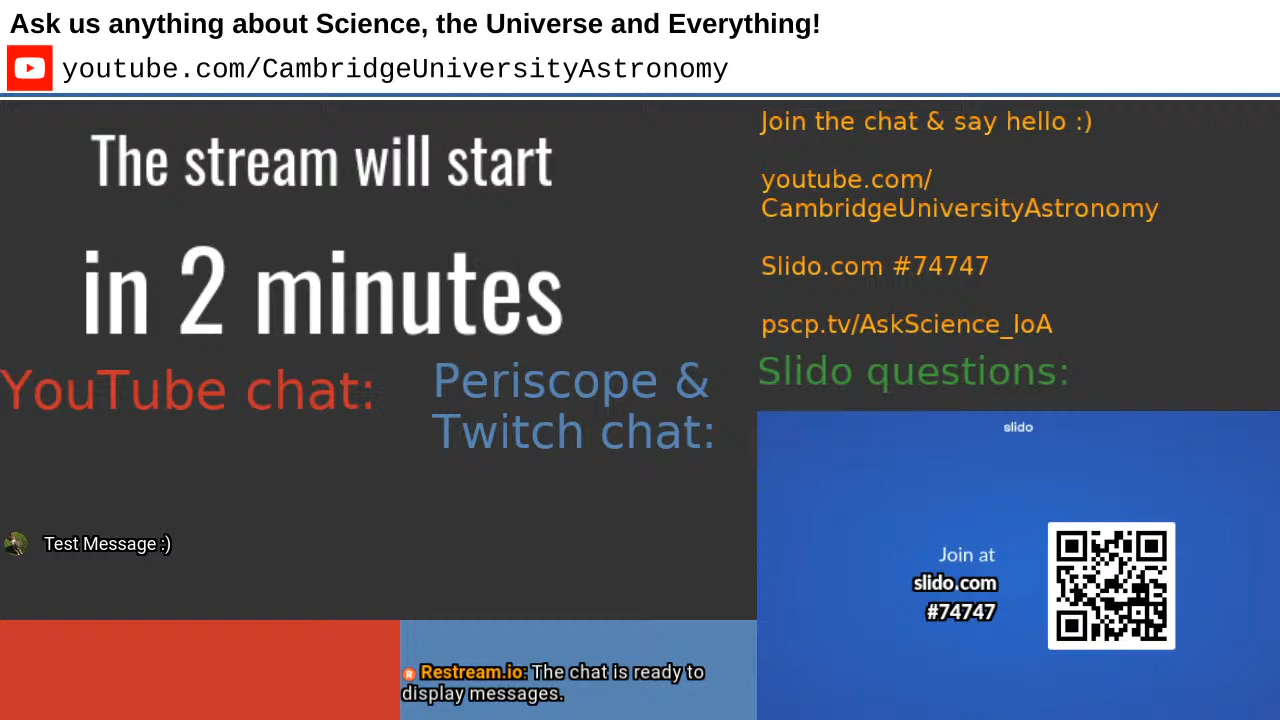 Ask us anything about Science, the Universe and Everything!
youtube.com/CambridgeUniversityAstronomy
The stream will start
in 2 minutes
YouTube chat:
Periscope &
Twitch chat:
Test Message :)
Restream.io: The chat is ready to
display messages.
Join the chat & say hello :)
youtube.com/
CambridgeUniversityAstronomy
Slido.com #74747
pscp.tv/AskScience_IoA
Slido questions:
slido
Join at
slido.com
#74747